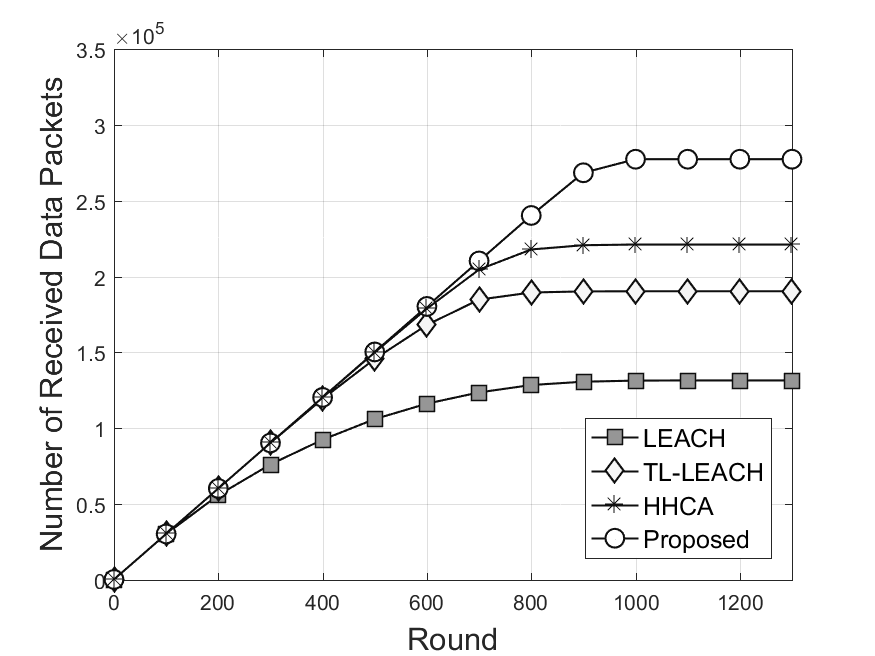 ×10^5
3.5
3
2.5
2
1.5
1
0.5
0
0 200 400 600 800 1000 1200
Number of Received Data Packets
Round
LEACH
TL-LEACH
HHCA
Proposed